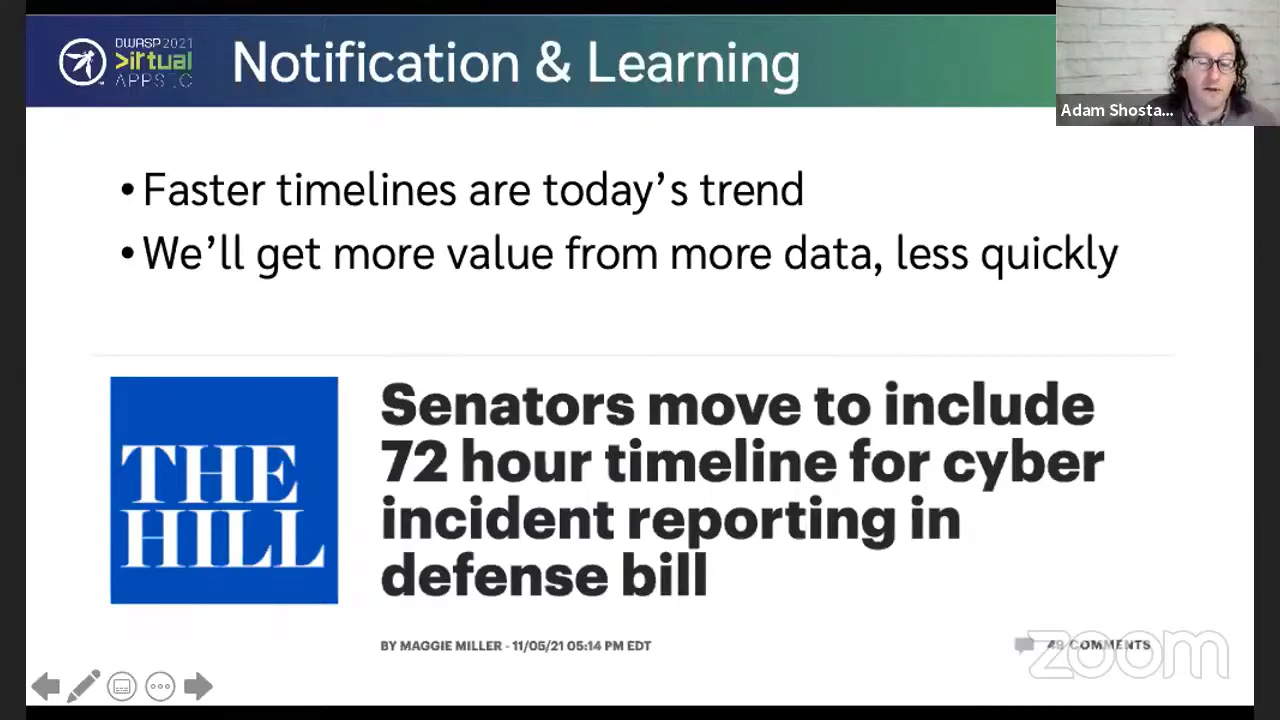 OWASP 2021
>irtual
APPSEC
Notification & Learning
Adam Shosta...
• Faster timelines are today's trend
• We'll get more value from more data, less quickly
THE
HILL
Senators move to include
72 hour timeline for cyber
incident reporting in
defense bill
BY MAGGIE MILLER - 11/05/21 05:14 PM EDT
49 COMMENTS
zoom